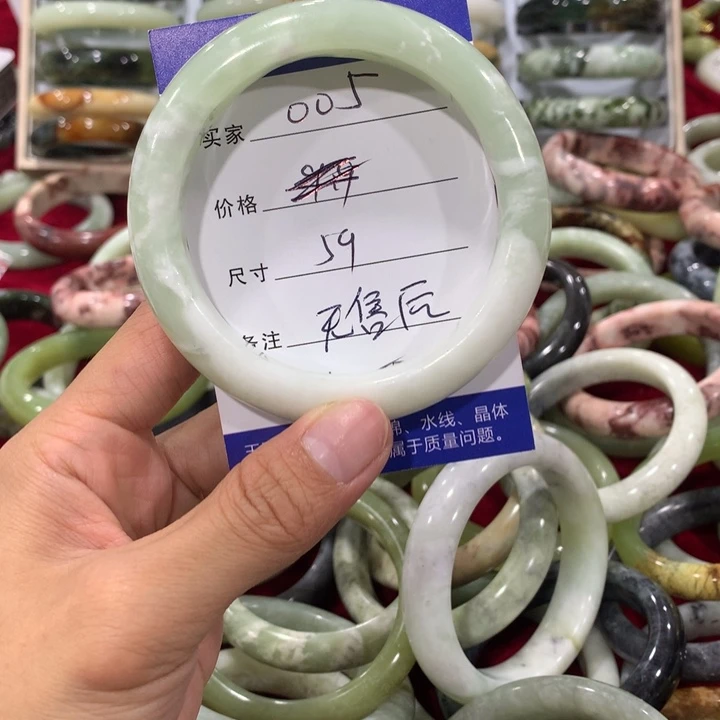 买家 005
价格
尺寸 59
备注 无售后
棉、水线、晶体
属于质量问题。